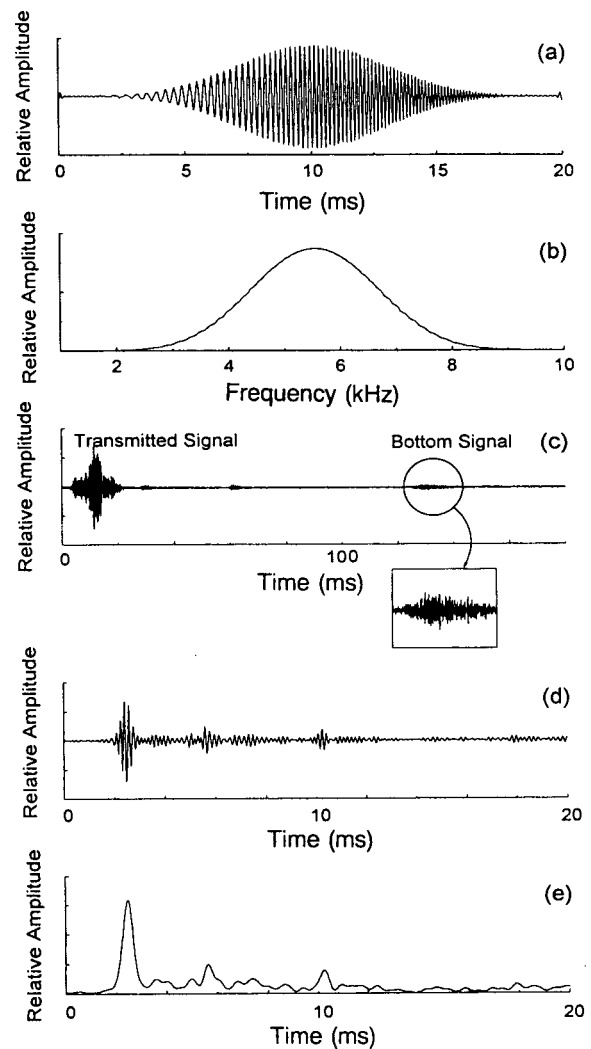 Relative Amplitude
(a)
0 5 10 15 20
Time (ms)
Relative Amplitude
(b)
2 4 6 8 10
Frequency (kHz)
Relative Amplitude
Transmitted Signal Bottom Signal (c)
0 100
Time (ms)
Relative Amplitude
(d)
0 10 20
Time (ms)
Relative Amplitude
(e)
0 10 20
Time (ms)